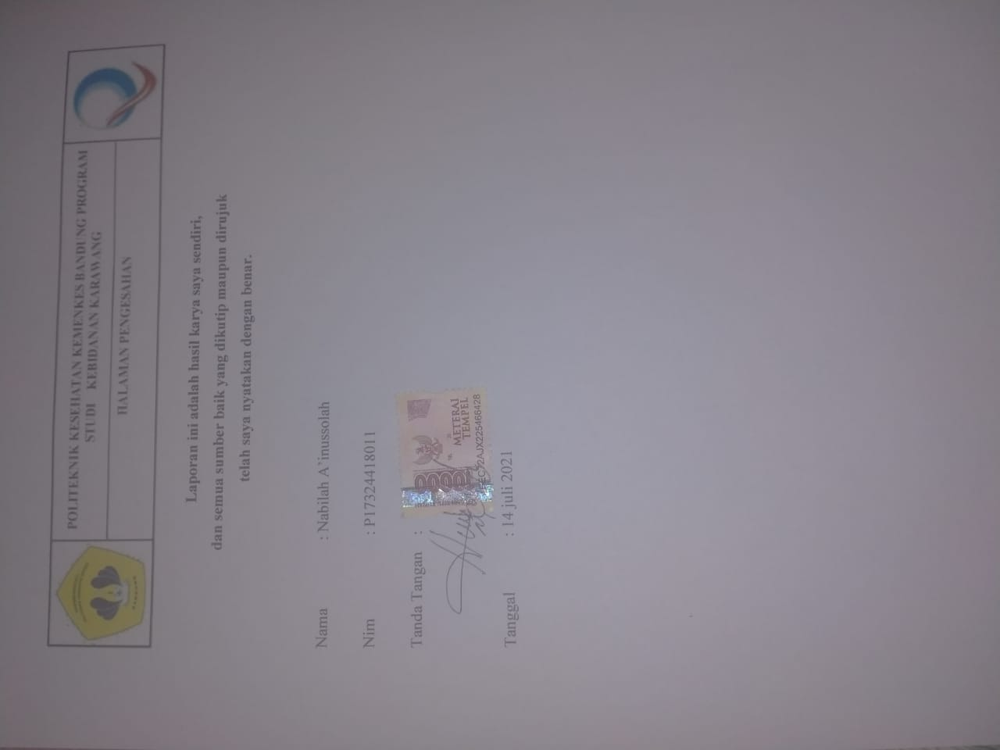 POLITEKNIK KESEHATAN KEMENKES BANDUNG PROGRAM
STUDI KEBIDANAN KARAWANG
HALAMAN PENGESAHAN
Laporan ini adalah hasil karya saya sendiri,
dan semua sumber baik yang dikutip maupun dirujuk
telah saya nyatakan dengan benar.
Nama : Nabilah A'inussolah
Nim : P17324418011
Tanda Tangan :
METERAI
TEMPEL
AJX225466428
Tanggal : 14 juli 2021